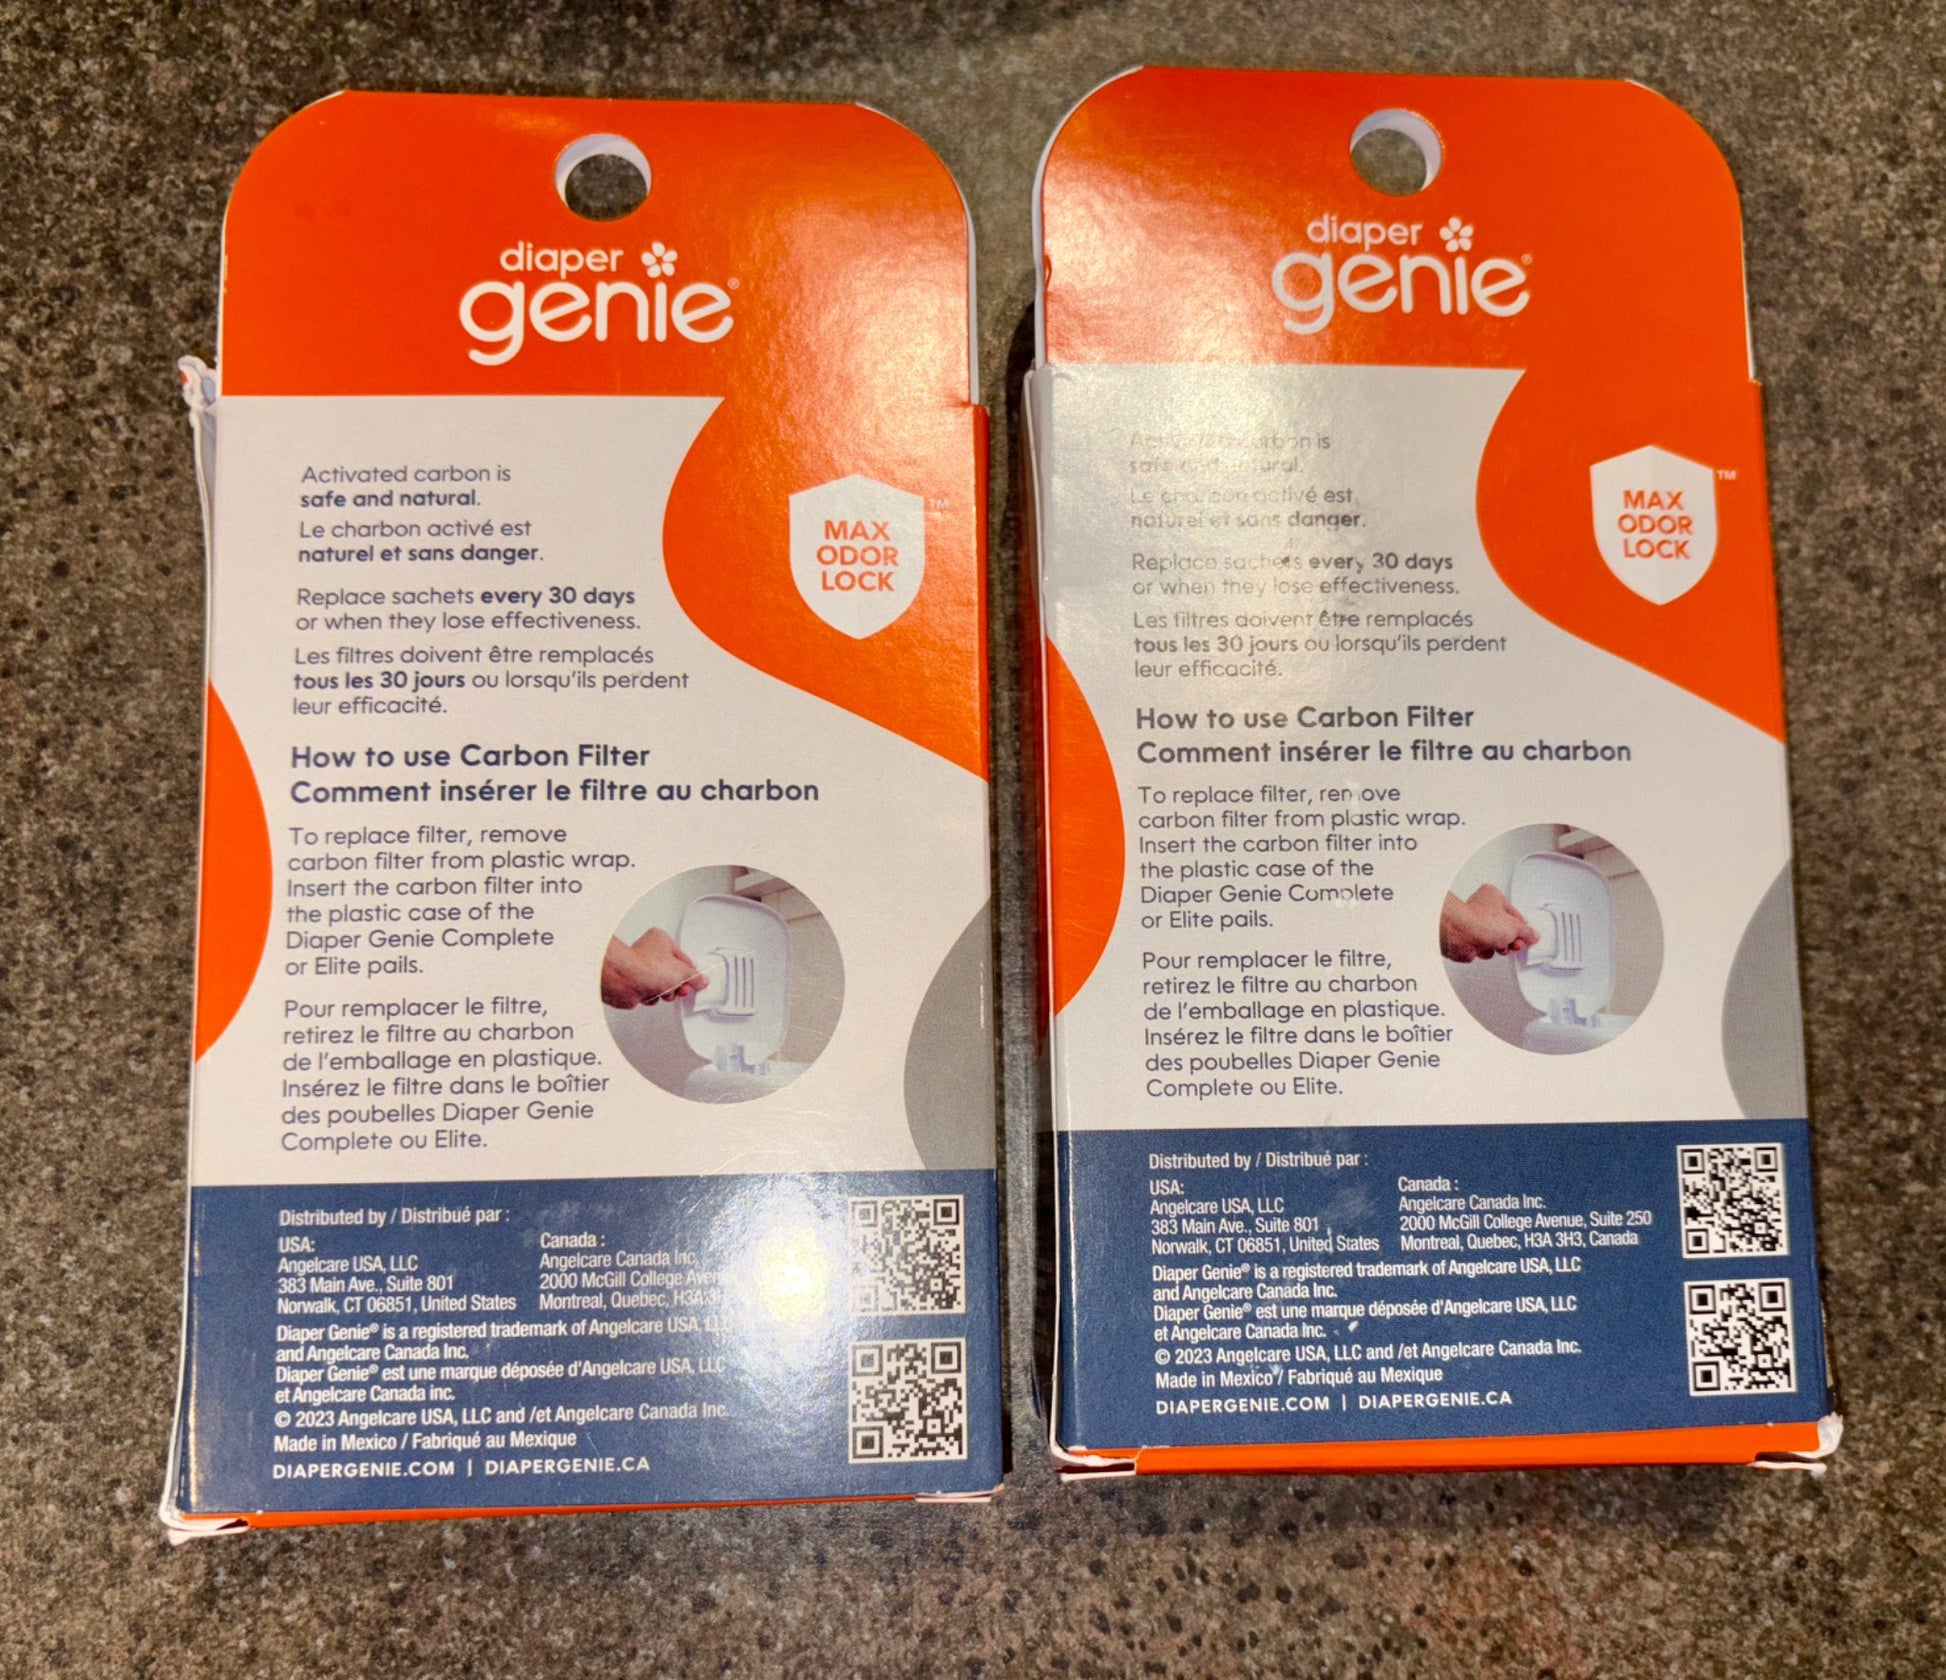 diaper
genie®
Activated carbon is
safe and natural.
Le charbon activé est
naturel et sans danger.
Replace sachets every 30 days
or when they lose effectiveness.
Les filtres doivent être remplacés
tous les 30 jours ou lorsqu'ils perdent
leur efficacité.
MAX
ODOR
LOCK
TM
How to use Carbon Filter
Comment insérer le filtre au charbon
To replace filter, remove
carbon filter from plastic wrap.
Insert the carbon filter into
the plastic case of the
Diaper Genie Complete
or Elite pails.
Pour remplacer le filtre,
retirez le filtre au charbon
de l'emballage en plastique.
Insérez le filtre dans le boîtier
des poubelles Diaper Genie
Complete ou Elite.
Distributed by / Distribué par :
USA:
Angelcare USA, LLC
383 Main Ave., Suite 801
Norwalk, CT 06851, United States
Canada :
Angelcare Canada Inc.
2000 McGill College
Montreal, Quebec,
Diaper Genie® is a registered trademark of Angelcare USA,
and Angelcare Canada Inc.
Diaper Genie® est une marque déposée d'Angelcare USA, LLC
et Angelcare Canada inc.
© 2023 Angelcare USA, LLC and /et Angelcare Canada Inc.
Made in Mexico / Fabriqué au Mexique
DIAPERGENIE.COM | DIAPERGENIE.CA
diaper
genie®
is
Le activé est
naturel et sans danger.
Replace sachets every 30 days
or when they lose effectiveness.
Les filtres doivent être remplacés
tous les 30 jours ou lorsqu'ils perdent
leur efficacité.
MAX
ODOR
LOCK
TM
How to use Carbon Filter
Comment insérer le filtre au charbon
To replace filter, remove
carbon filter from plastic wrap.
Insert the carbon filter into
the plastic case of the
Diaper Genie Complete
or Elite pails.
Pour remplacer le filtre,
retirez le filtre au charbon
de l'emballage en plastique.
Insérez le filtre dans le boîtier
des poubelles Diaper Genie
Complete ou Elite.
Distributed by / Distribué par :
USA:
Angelcare USA, LLC
383 Main Ave., Suite 801
Norwalk, CT 06851, United States
Canada :
Angelcare Canada Inc.
2000 McGill College Avenue, Suite 250
Montreal, Quebec, H3A 3H3, Canada
Diaper Genie® is a registered trademark of Angelcare USA, LLC
and Angelcare Canada Inc.
Diaper Genie® est une marque déposée d'Angelcare USA, LLC
et Angelcare Canada Inc.
© 2023 Angelcare USA, LLC and /et Angelcare Canada Inc.
Made in Mexico / Fabriqué au Mexique
DIAPERGENIE.COM | DIAPERGENIE.CA